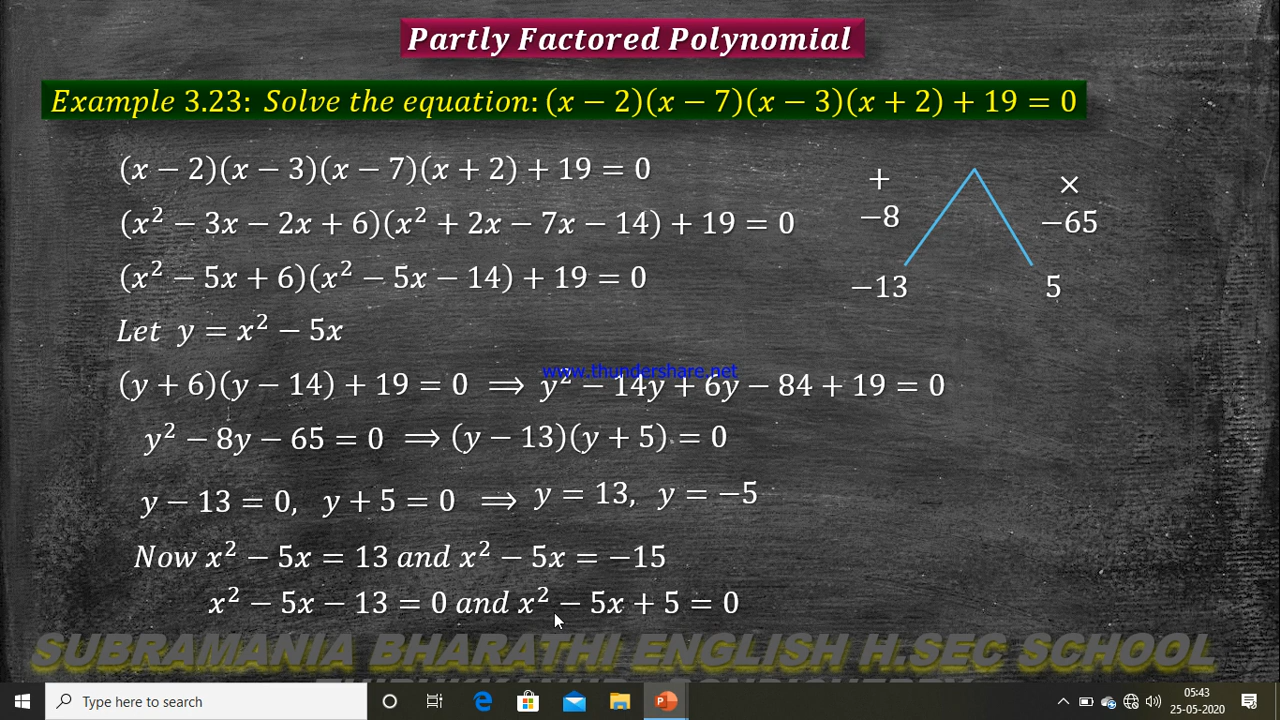 Partly Factored Polynomial
Example 3.23: Solve the equation: (x − 2)(x − 7)(x − 3)(x + 2) + 19 = 0
(x − 2)(x − 3)(x − 7)(x + 2) + 19 = 0
(x² − 3x − 2x + 6)(x² + 2x − 7x − 14) + 19 = 0
(x² − 5x + 6)(x² − 5x − 14) + 19 = 0
Let y = x² − 5x
(y + 6)(y − 14) + 19 = 0 ⟹ y² − 14y + 6y − 84 + 19 = 0
www.thundershare.net
y² − 8y − 65 = 0 ⟹ (y − 13)(y + 5) = 0
y − 13 = 0, y + 5 = 0 ⟹ y = 13, y = −5
Now x² − 5x = 13 and x² − 5x = −15
x² − 5x − 13 = 0 and x² − 5x + 5 = 0
+ ×
−8 −65
−13 5
SUBRAMANIA BHARATHI ENGLISH H.SEC SCHOOL
Type here to search
05:43
25-05-2020